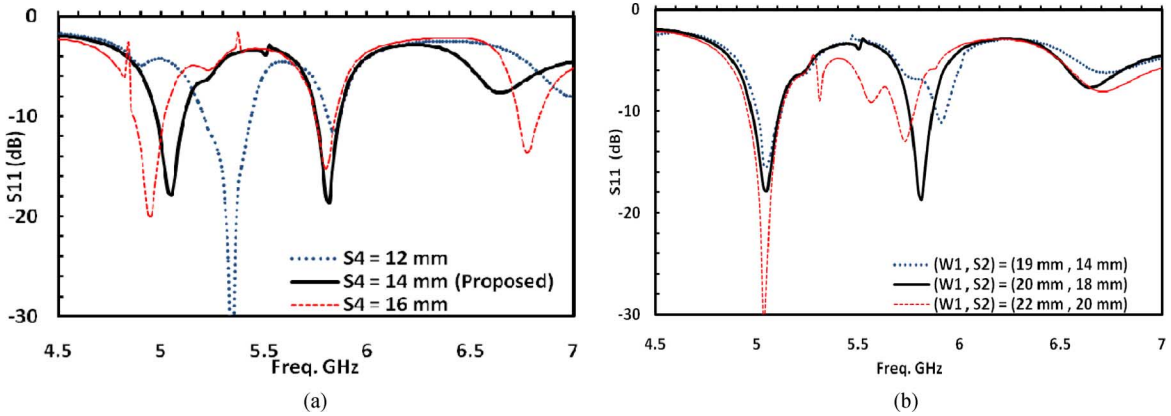 0
-10
-20
-30
S11 (dB)
S4 = 12 mm
S4 = 14 mm (Proposed)
S4 = 16 mm
4.5 5 5.5 6 6.5 7
Freq. GHz
(a)
0
-10
-20
-30
S11 (dB)
(W1 , S2) = (19 mm , 14 mm)
(W1 , S2) = (20 mm , 18 mm)
(W1 , S2) = (22 mm , 20 mm)
4.5 5 5.5 6 6.5 7
Freq. GHz
(b)